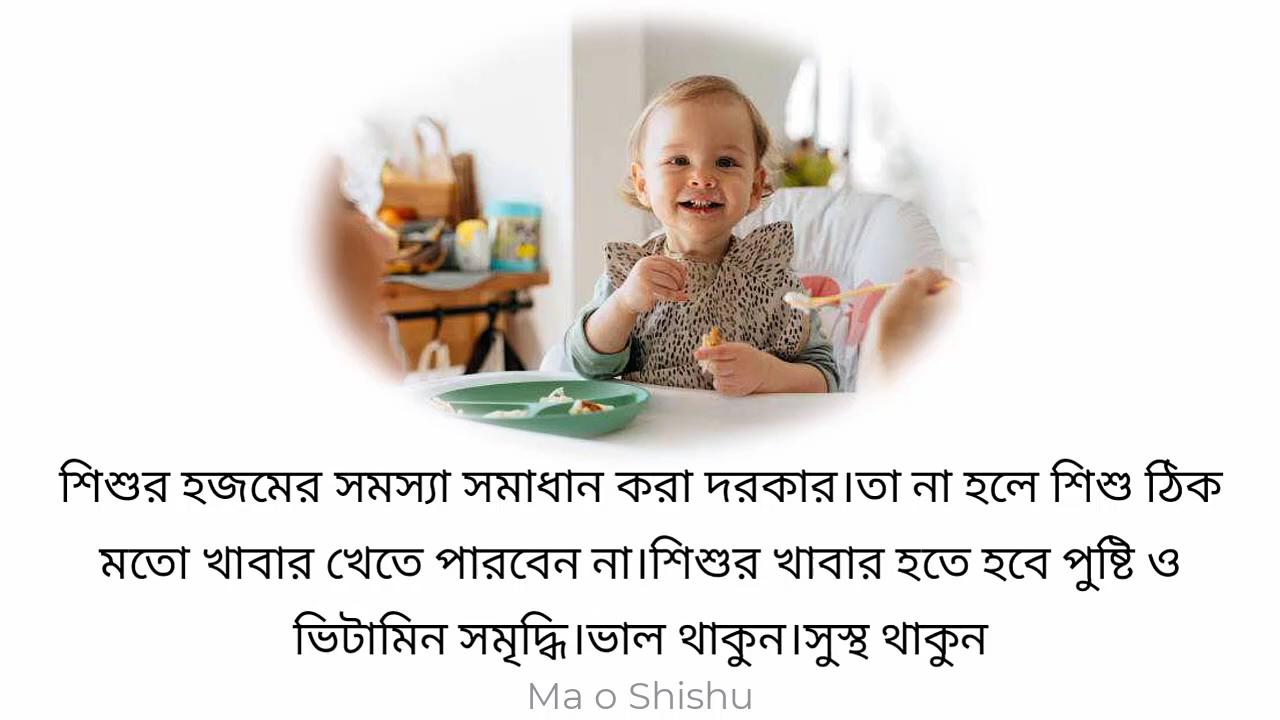 শিশুর হজমের সমস্যা সমাধান করা দরকার।তা না হলে শিশু ঠিক
মতো খাবার খেতে পারবেন না।শিশুর খাবার হতে হবে পুষ্টি ও
ভিটামিন সমৃদ্ধি।ভাল থাকুন।সুস্থ থাকুন
Ma o Shishu